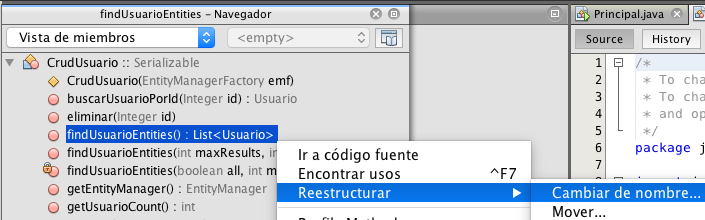 findUsuarioEntities – Navegador
Vista de miembros
<empty>
CrudUsuario :: Serializable
CrudUsuario(EntityManagerFactory emf)
buscarUsuarioPorId(Integer id) : Usuario
eliminar(Integer id)
findUsuarioEntities() : List<Usuario>
findUsuarioEntities(int maxResults, in
findUsuarioEntities(boolean all, int m
getEntityManager() : EntityManager
getUsuarioCount() : int
Ir a código fuente
Encontrar usos ^F7
Reestructurar
Cambiar de nombre...
Mover...
Principal.java
Source
History
1 /*
2 * To cha
3 * To cha
4 * and op
5 */
6 package j
7